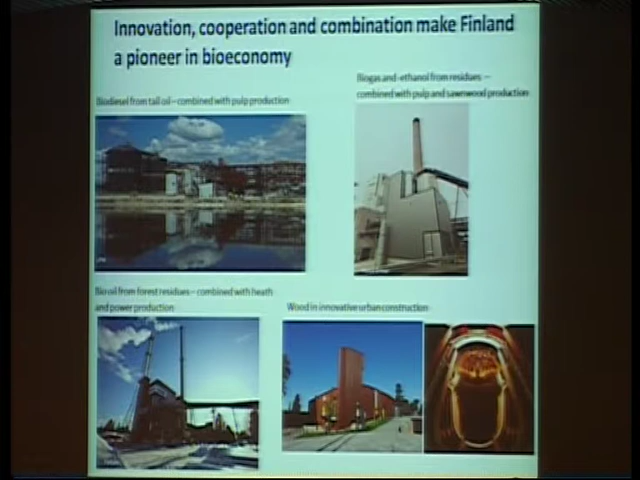 Innovation, cooperation and combination make Finland
a pioneer in bioeconomy
Biogas and -ethanol from residues –
combined with pulp and sawnwood production
Biodiesel from tall oil – combined with pulp production
Bio oil from forest residues – combined with heath
and power production
Wood in innovative urban construction